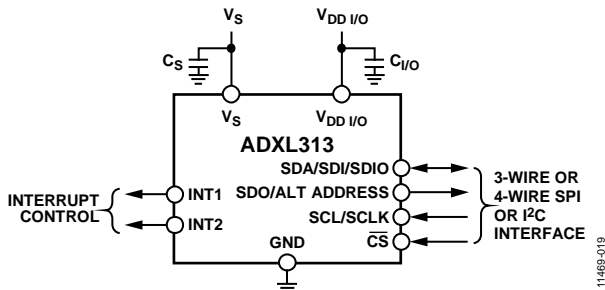 VS
VDD I/O
CS
CI/O
VS
VDD I/O
ADXL313
SDA/SDI/SDIO
SDO/ALT ADDRESS
SCL/SCLK
CS
INT1
INT2
GND
INTERRUPT
CONTROL
3-WIRE OR
4-WIRE SPI
OR I2C
INTERFACE
11469-019